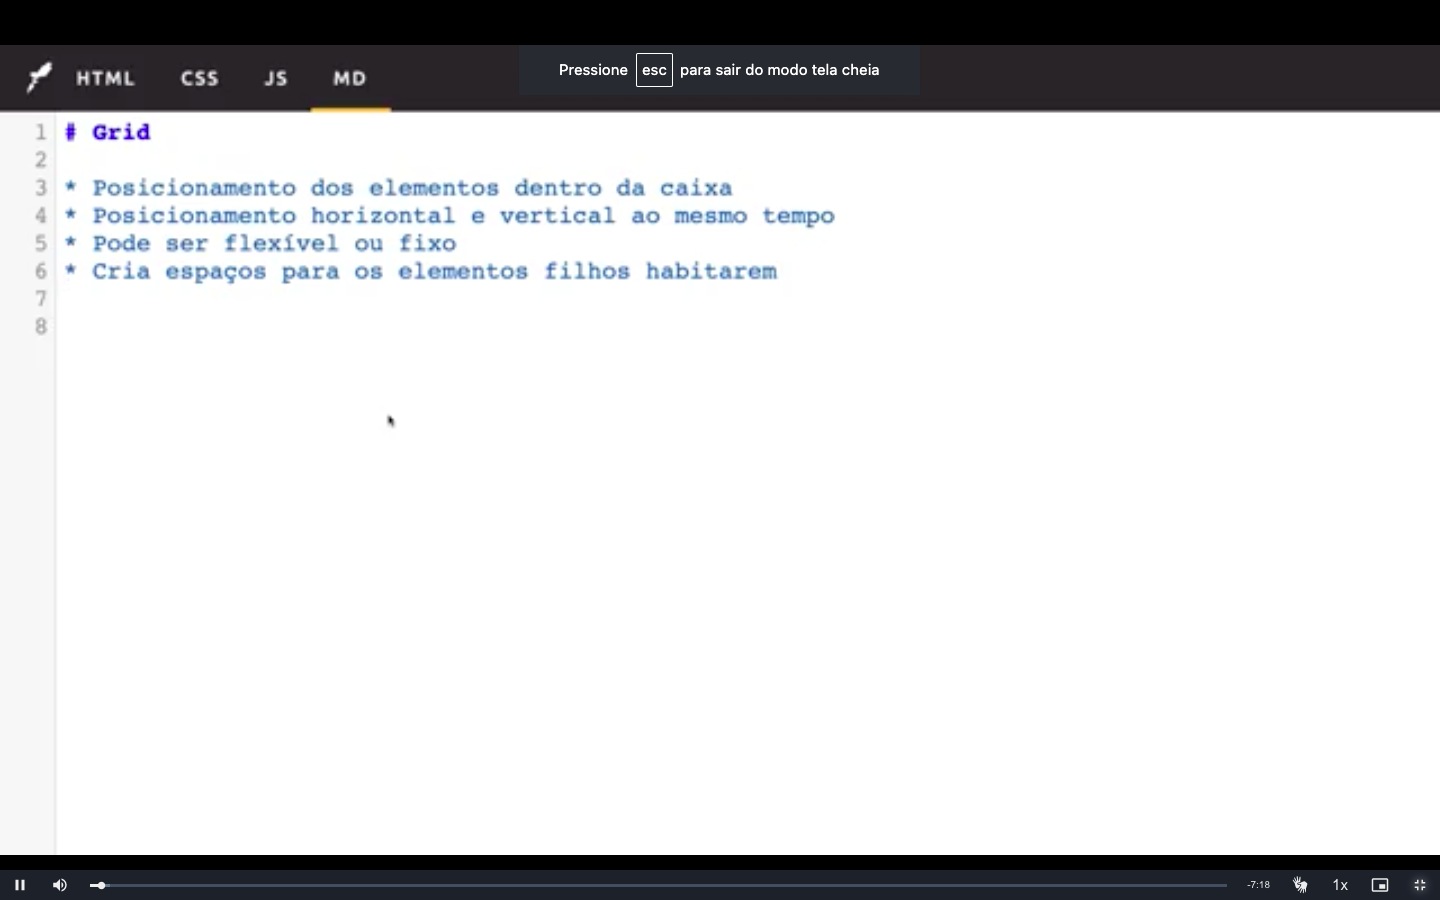 HTML CSS JS MD
Pressione esc para sair do modo tela cheia
1 # Grid
2
3 * Posicionamento dos elementos dentro da caixa
4 * Posicionamento horizontal e vertical ao mesmo tempo
5 * Pode ser flexível ou fixo
6 * Cria espaços para os elementos filhos habitarem
7
8
-7:18 1x